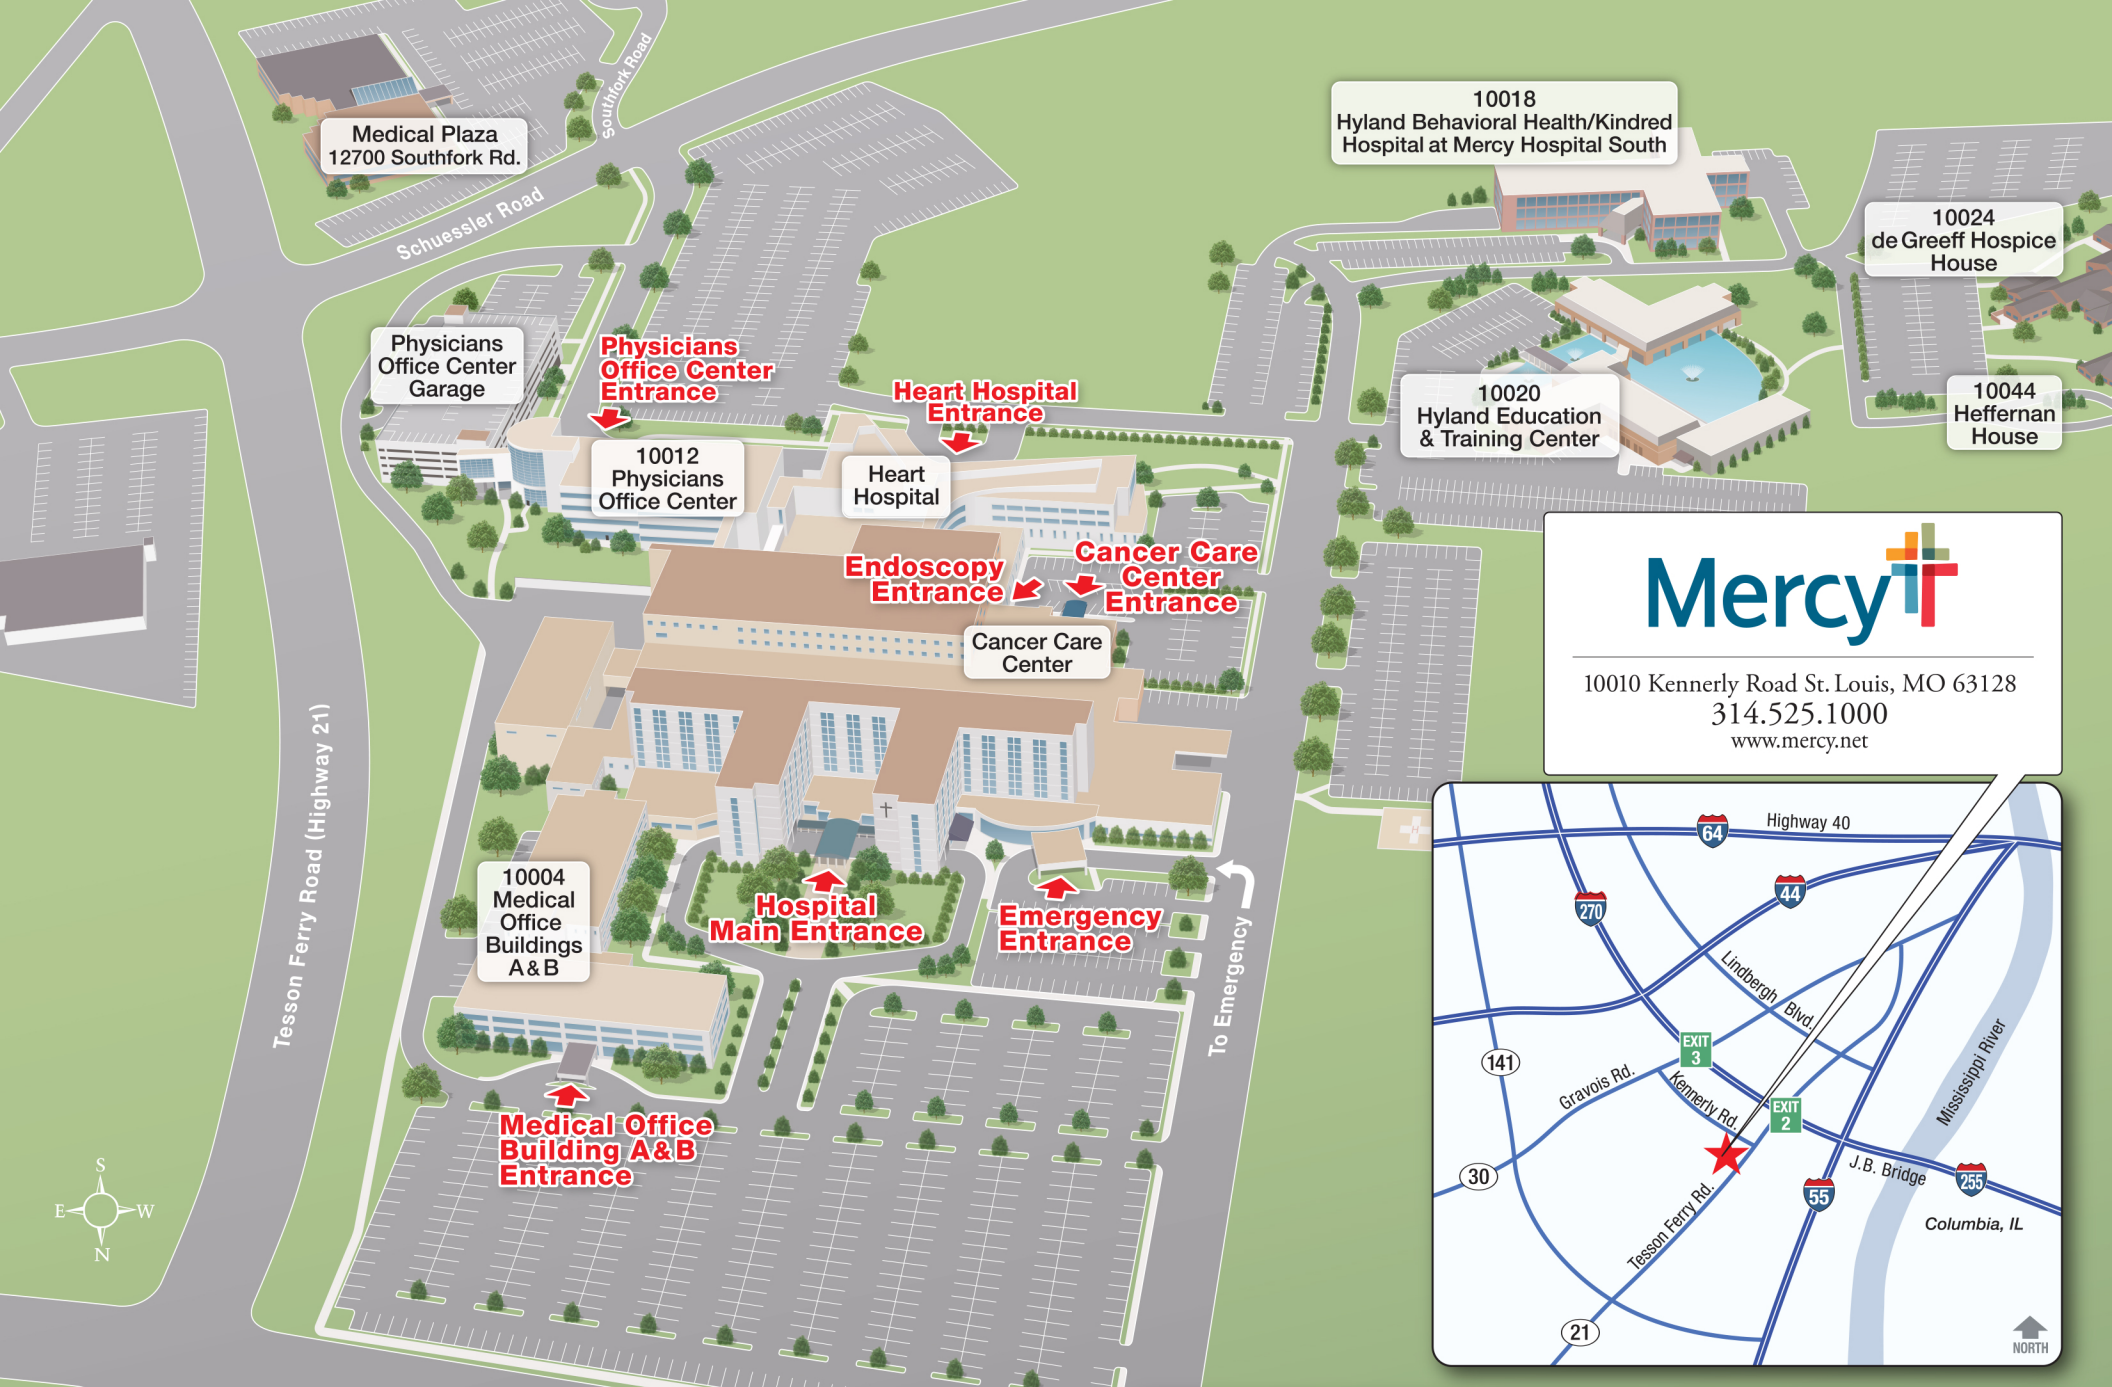 Southfork Road
Medical Plaza
12700 Southfork Rd.
Schuessler Road
10018
Hyland Behavioral Health/Kindred
Hospital at Mercy Hospital South
10024
de Greeff Hospice
House
Physicians
Office Center
Garage
Physicians
Office Center
Entrance
Heart Hospital
Entrance
10020
Hyland Education
& Training Center
10044
Heffernan
House
10012
Physicians
Office Center
Heart
Hospital
Endoscopy
Entrance
Cancer Care
Center
Entrance
Cancer Care
Center
Mercy
10010 Kennerly Road St. Louis, MO 63128
314.525.1000
www.mercy.net
Tesson Ferry Road (Highway 21)
10004
Medical
Office
Buildings
A & B
Hospital
Main Entrance
Emergency
Entrance
To Emergency
Medical Office
Building A & B
Entrance
S
E W
N
64
Highway 40
44
270
Lindbergh Blvd.
EXIT
3
141
Gravois Rd.
Kennerly Rd.
EXIT
2
Mississippi River
30
J.B. Bridge
255
55
Tesson Ferry Rd.
Columbia, IL
21
NORTH